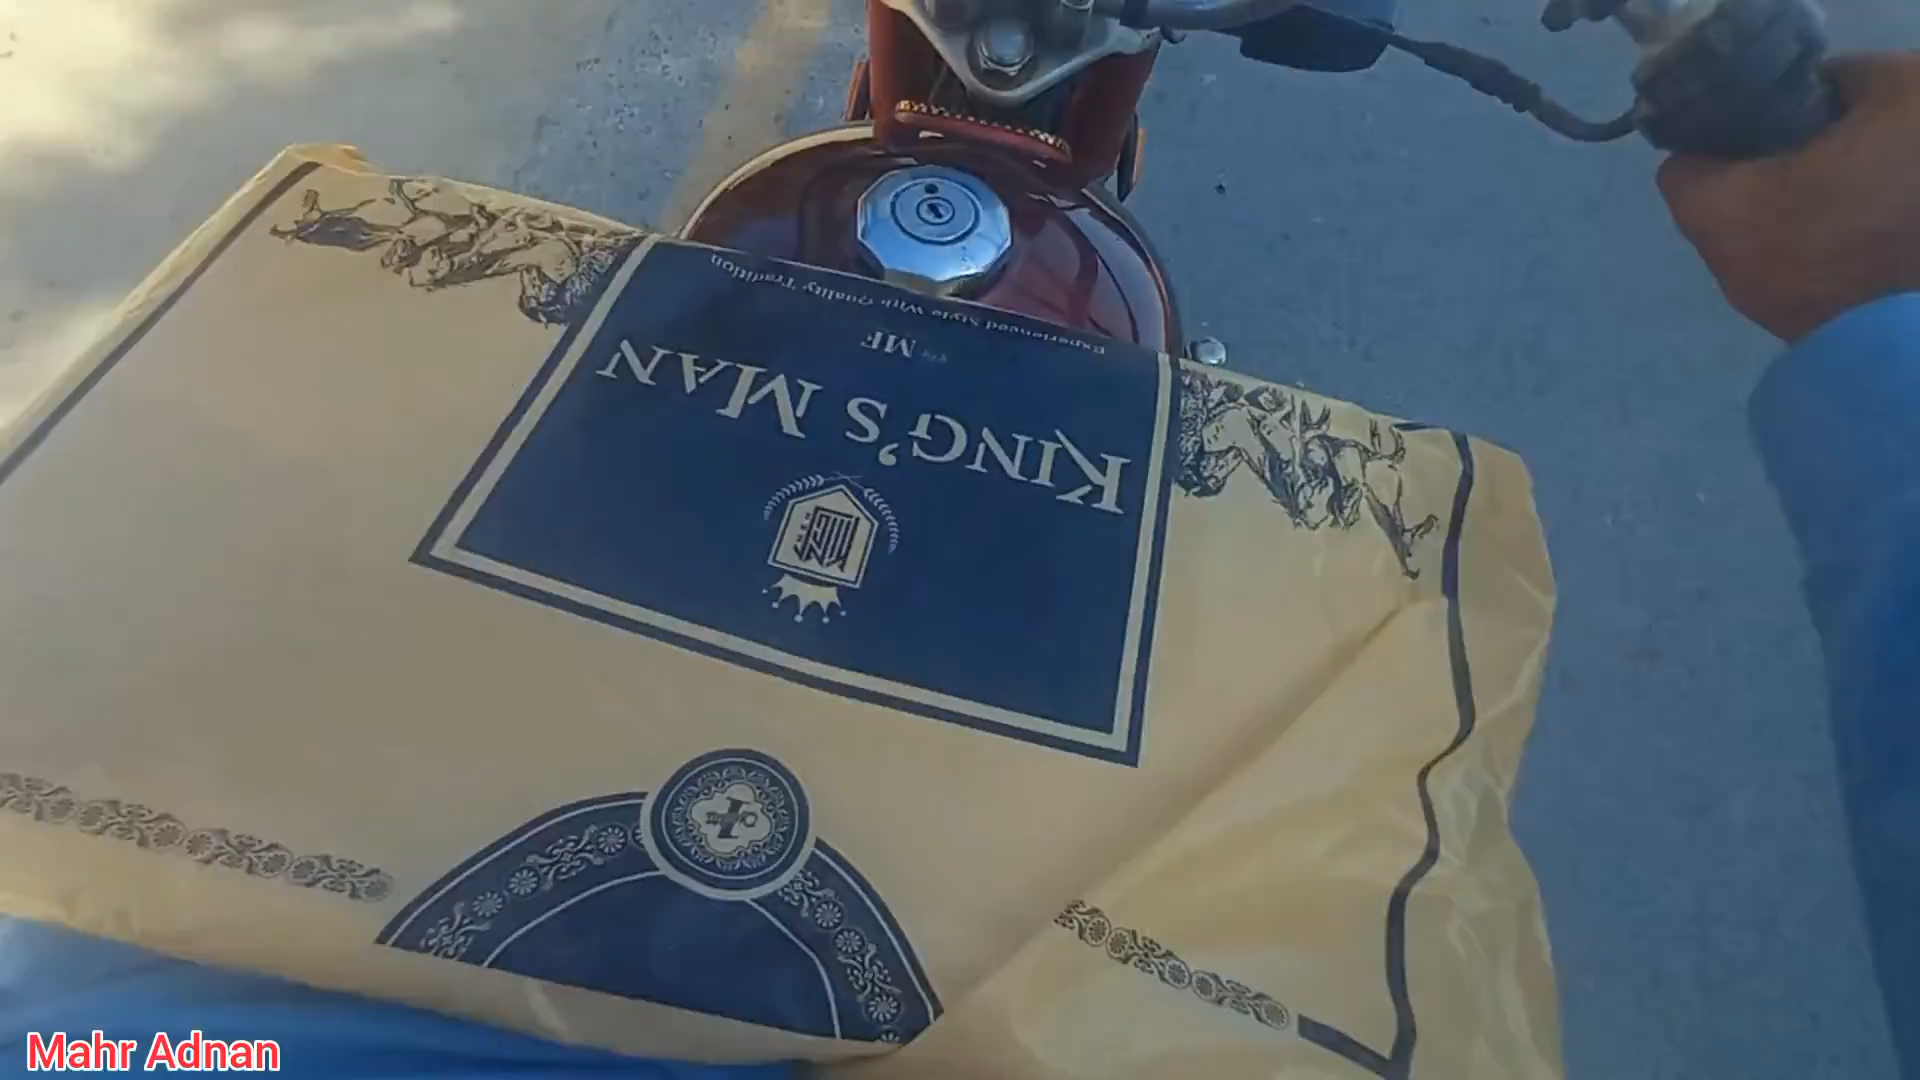 KING'S MAN
By MF
Experienced Style With Quality Tradition
Mahr Adnan